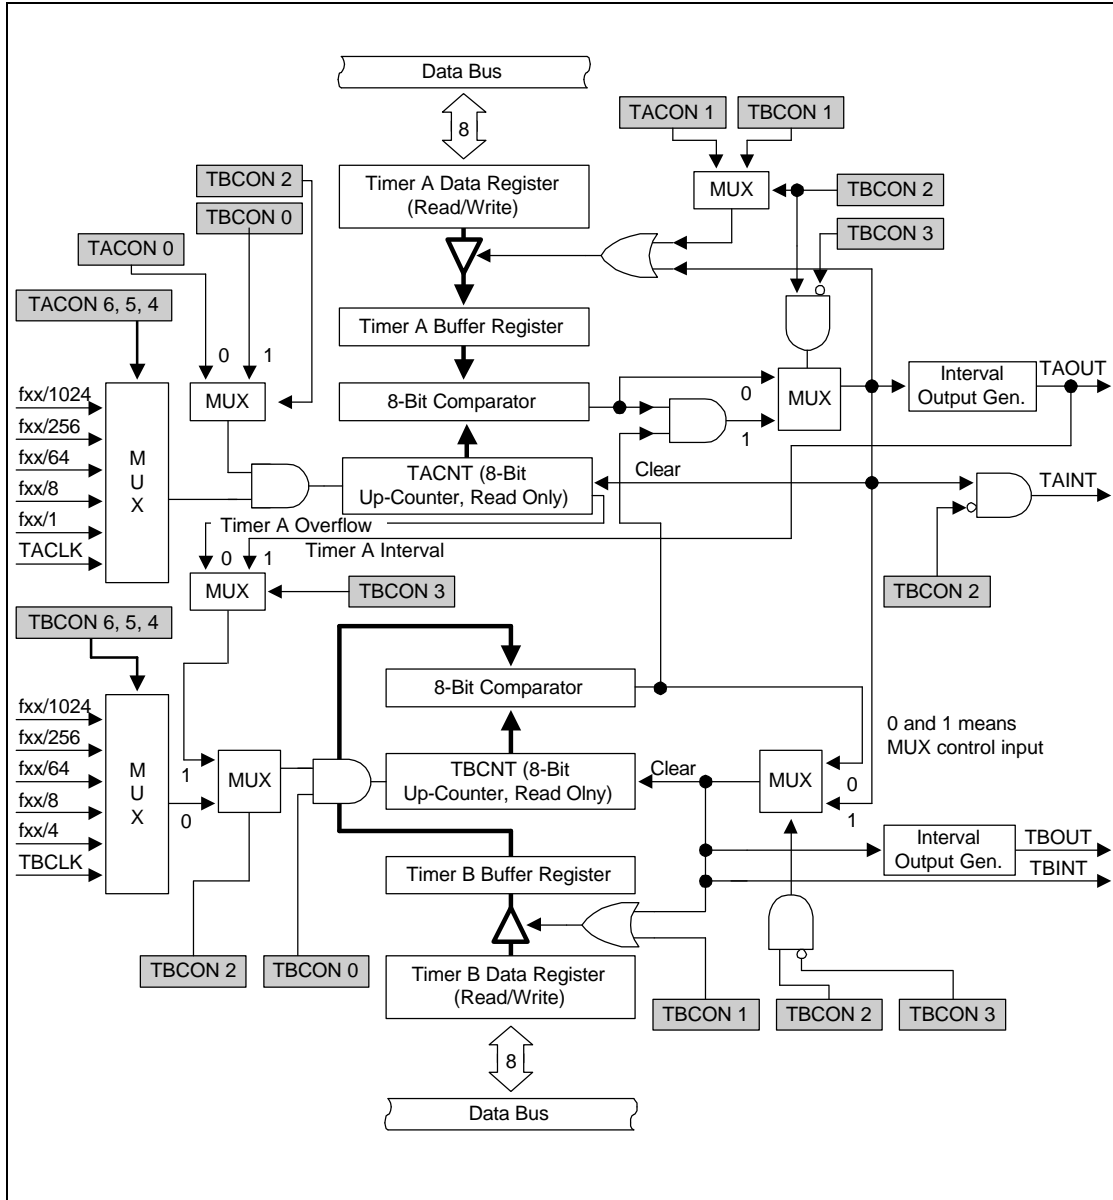 Data Bus
8
TACON 1
TBCON 1
TBCON 2
Timer A Data Register
(Read/Write)
MUX
TBCON 2
TBCON 0
TBCON 3
TACON 0
TACON 6, 5, 4
Timer A Buffer Register
0
1
MUX
8-Bit Comparator
0
1
MUX
Interval
Output Gen.
TAOUT
fxx/1024
fxx/256
fxx/64
fxx/8
fxx/1
TACLK
M
U
X
TACNT (8-Bit
Up-Counter, Read Only)
Clear
TAINT
Timer A Overflow
0
1
Timer A Interval
MUX
TBCON 3
TBCON 2
TBCON 6, 5, 4
8-Bit Comparator
fxx/1024
fxx/256
fxx/64
fxx/8
fxx/4
TBCLK
M
U
X
1
0
MUX
TBCNT (8-Bit
Up-Counter, Read Olny)
Clear
MUX
0
1
0 and 1 means
MUX control input
Interval
Output Gen.
TBOUT
TBINT
Timer B Buffer Register
TBCON 2
TBCON 0
Timer B Data Register
(Read/Write)
TBCON 1
TBCON 2
TBCON 3
8
Data Bus